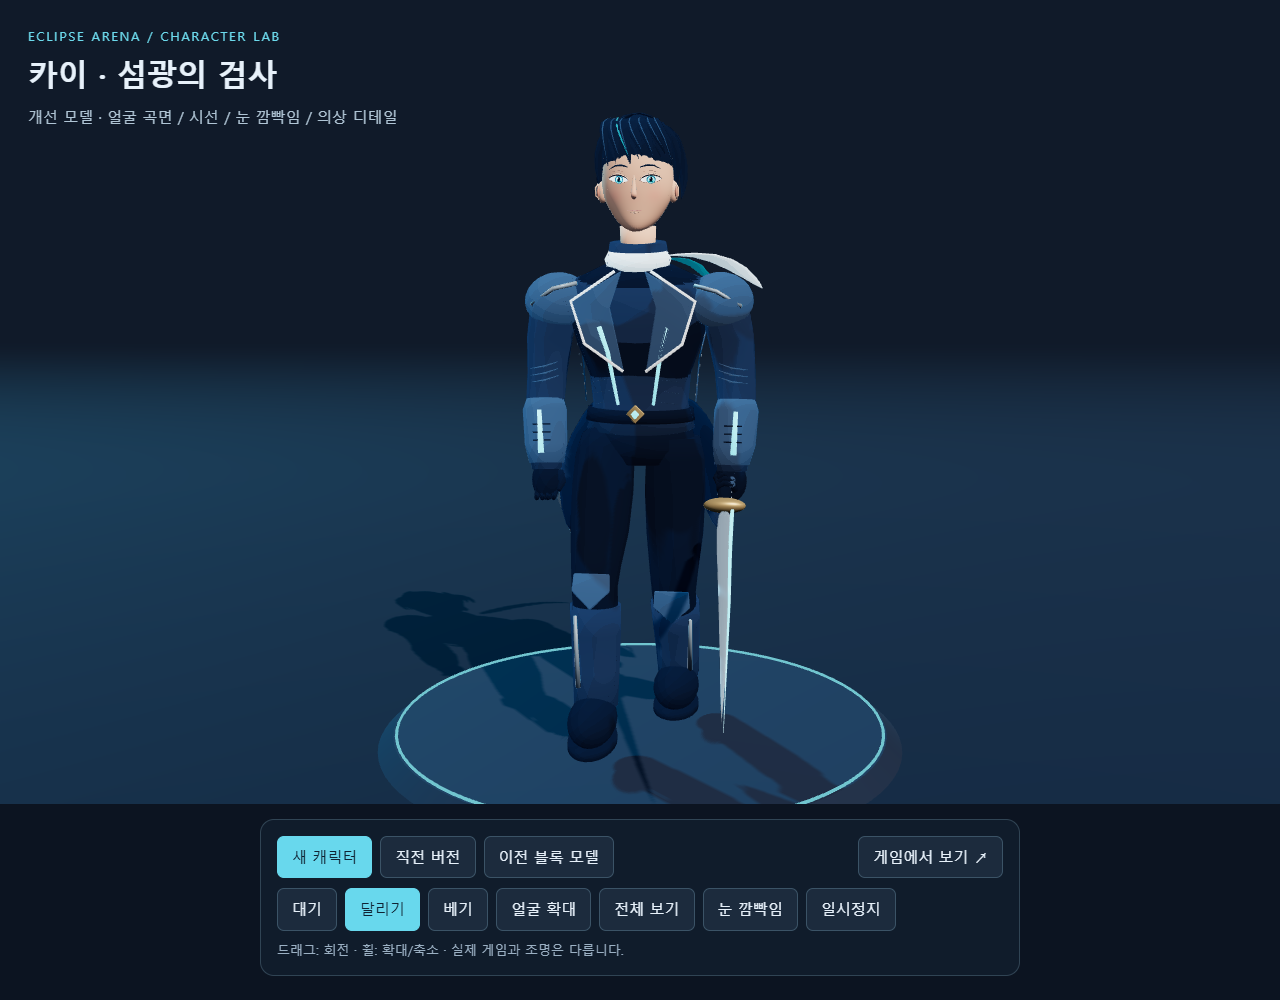 ECLIPSE ARENA / CHARACTER LAB
카이 · 섬광의 검사
개선 모델 · 얼굴 곡면 / 시선 / 눈 깜빡임 / 의상 디테일
새 캐릭터 직전 버전 이전 블록 모델 게임에서 보기 ↗
대기 달리기 베기 얼굴 확대 전체 보기 눈 깜빡임 일시정지
드래그: 회전 · 휠: 확대/축소 · 실제 게임과 조명은 다릅니다.